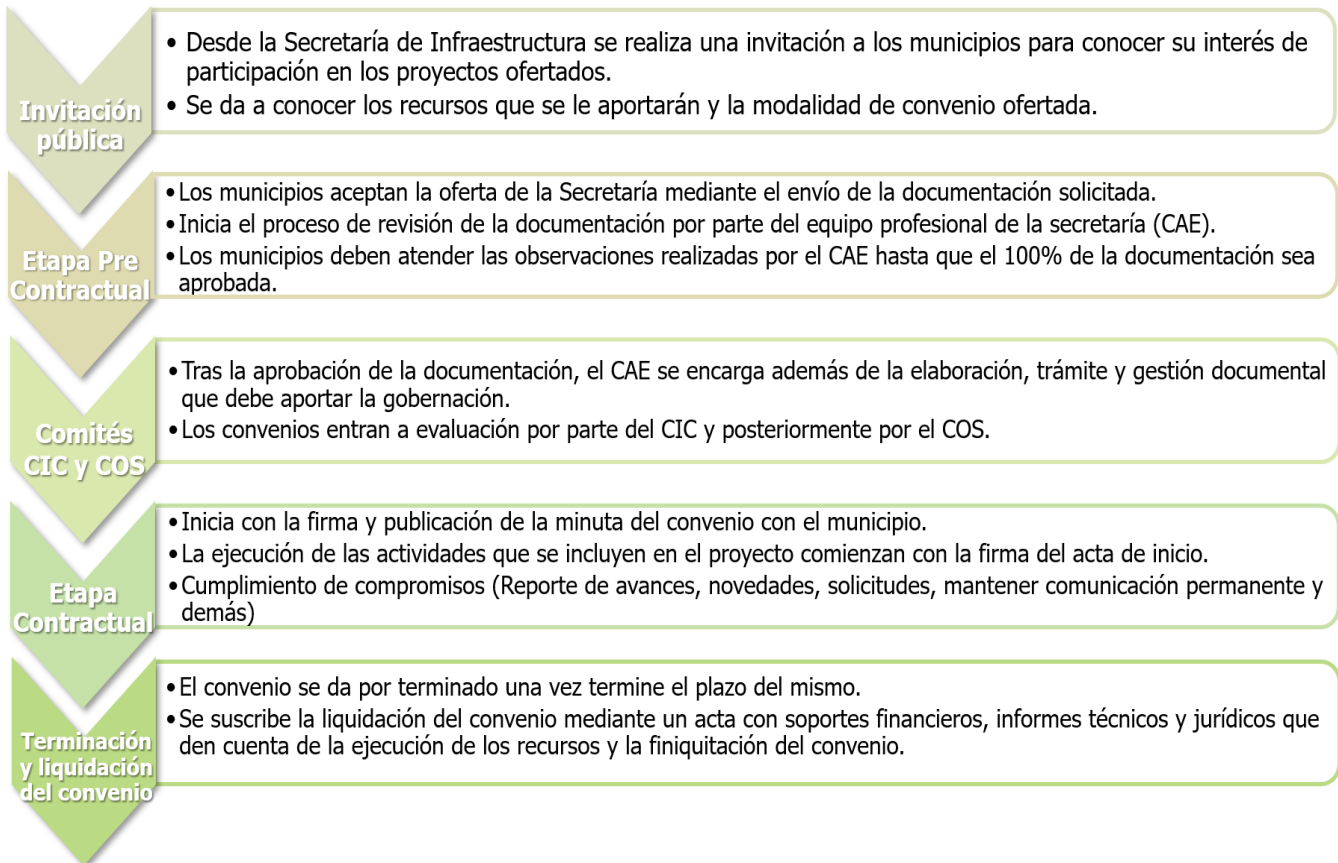 Invitación
pública
• Desde la Secretaría de Infraestructura se realiza una invitación a los municipios para conocer su interés de
participación en los proyectos ofertados.
• Se da a conocer los recursos que se le aportarán y la modalidad de convenio ofertada.
Etapa Pre
Contractual
• Los municipios aceptan la oferta de la Secretaría mediante el envío de la documentación solicitada.
• Inicia el proceso de revisión de la documentación por parte del equipo profesional de la secretaría (CAE).
• Los municipios deben atender las observaciones realizadas por el CAE hasta que el 100% de la documentación sea
aprobada.
Comités
CIC y COS
• Tras la aprobación de la documentación, el CAE se encarga además de la elaboración, trámite y gestión documental
que debe aportar la gobernación.
• Los convenios entran a evaluación por parte del CIC y posteriormente por el COS.
Etapa
Contractual
• Inicia con la firma y publicación de la minuta del convenio con el municipio.
• La ejecución de las actividades que se incluyen en el proyecto comienzan con la firma del acta de inicio.
• Cumplimiento de compromisos (Reporte de avances, novedades, solicitudes, mantener comunicación permanente y
demás)
Terminación
y liquidación
del convenio
• El convenio se da por terminado una vez termine el plazo del mismo.
• Se suscribe la liquidación del convenio mediante un acta con soportes financieros, informes técnicos y jurídicos que
den cuenta de la ejecución de los recursos y la finiquitación del convenio.